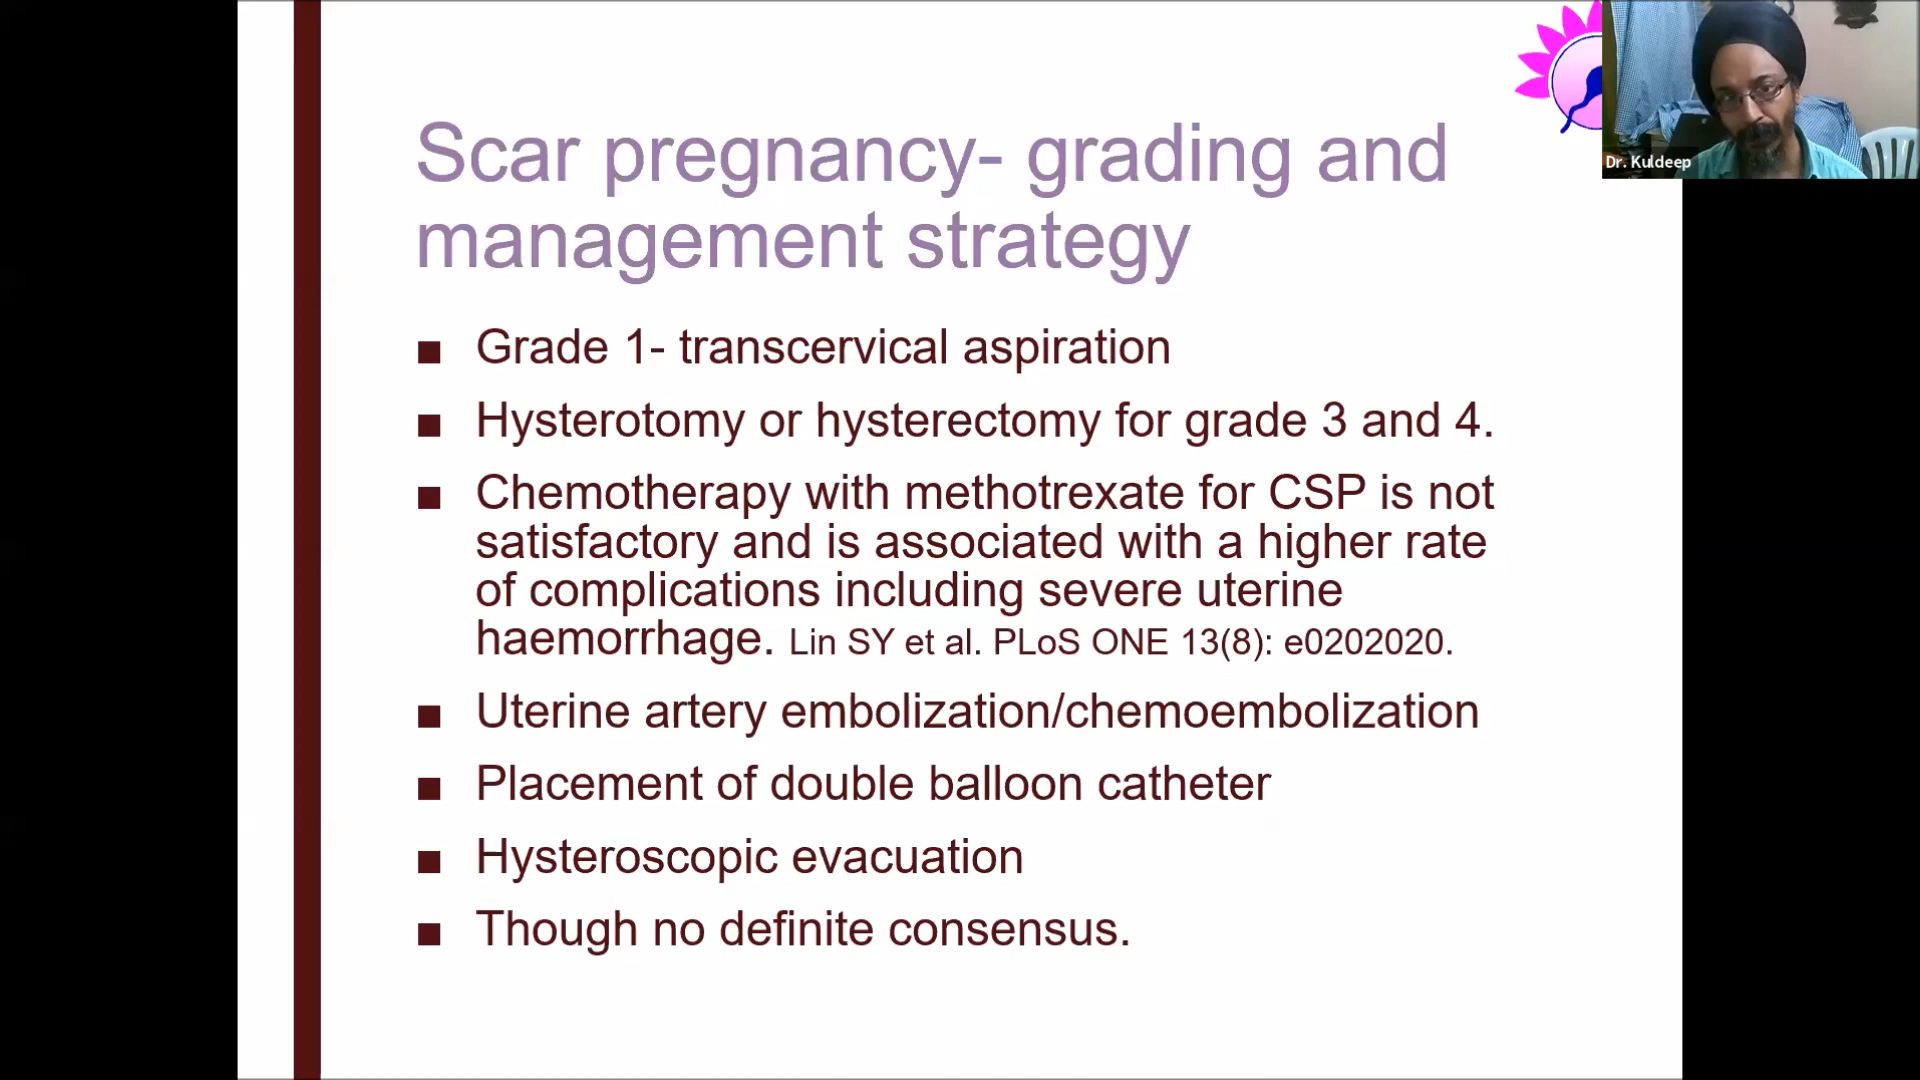 Scar pregnancy- grading and
management strategy
Dr. Kuldeep
■ Grade 1- transcervical aspiration
■ Hysterotomy or hysterectomy for grade 3 and 4.
■ Chemotherapy with methotrexate for CSP is not
satisfactory and is associated with a higher rate
of complications including severe uterine
haemorrhage. Lin SY et al. PLoS ONE 13(8): e0202020.
■ Uterine artery embolization/chemoembolization
■ Placement of double balloon catheter
■ Hysteroscopic evacuation
■ Though no definite consensus.